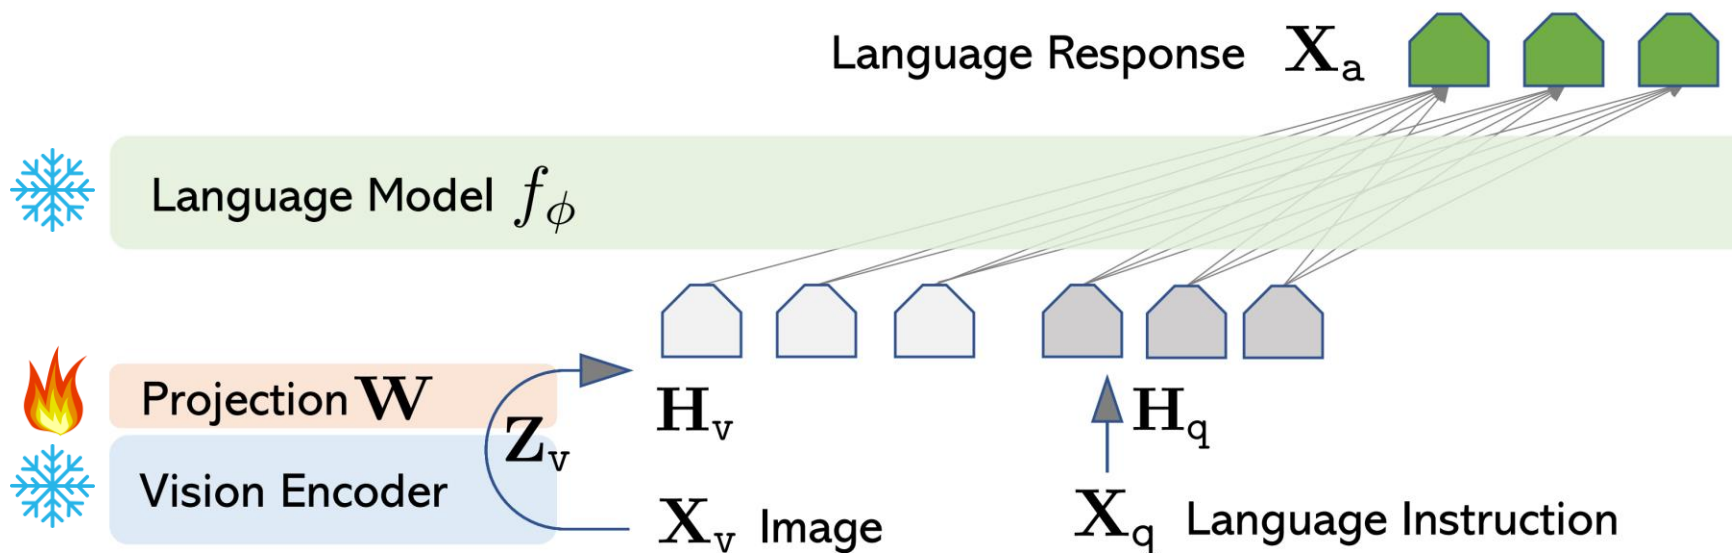 Language Response X_a
Language Model f_ϕ
Projection W
Z_v
H_v
H_q
Vision Encoder
X_v Image
X_q Language Instruction